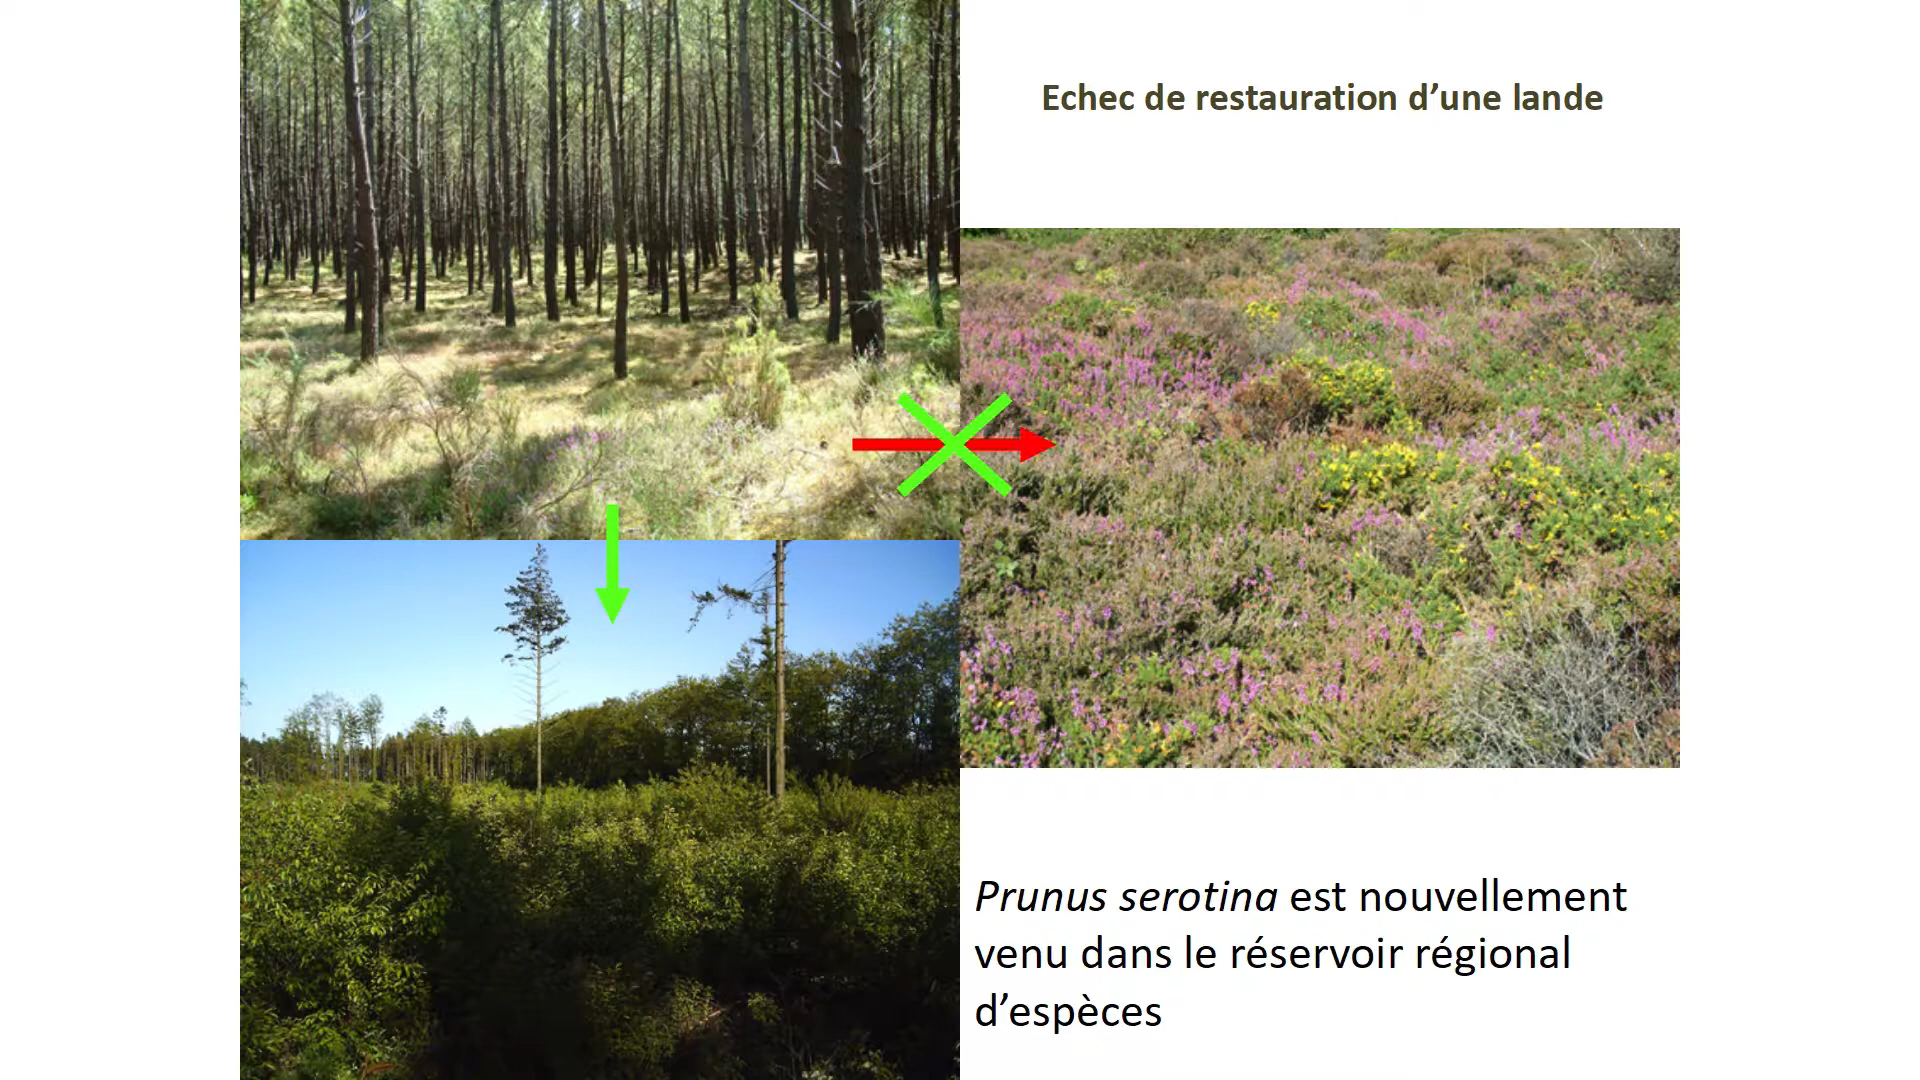 Echec de restauration d’une lande
Prunus serotina est nouvellement
venu dans le réservoir régional
d’espèces